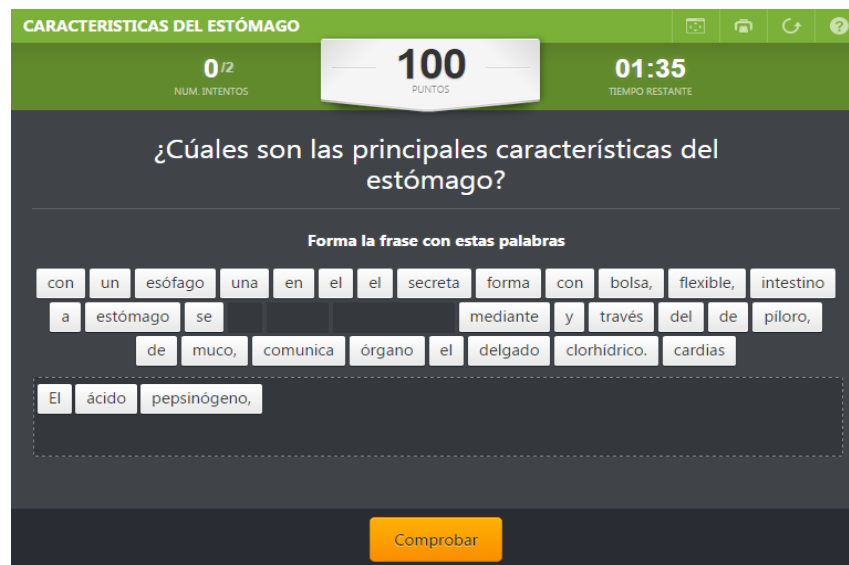 CARACTERISTICAS DEL ESTÓMAGO
?
0/2
NUM. INTENTOS
100
PUNTOS
01:35
TIEMPO RESTANTE
¿Cúales son las principales características del
estómago?
Forma la frase con estas palabras
con un esófago una en el el secreta forma con bolsa, flexible, intestino
a estómago se mediante y través del de píloro,
de muco, comunica órgano el delgado clorhídrico. cardias
El ácido pepsinógeno,
Comprobar